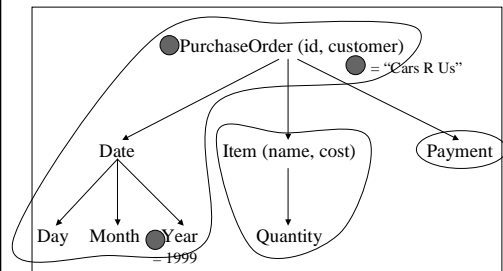 PurchaseOrder (id, customer)
= “Cars R Us”
Date
Item (name, cost)
Payment
Day
Month
Year
Quantity
= 1999